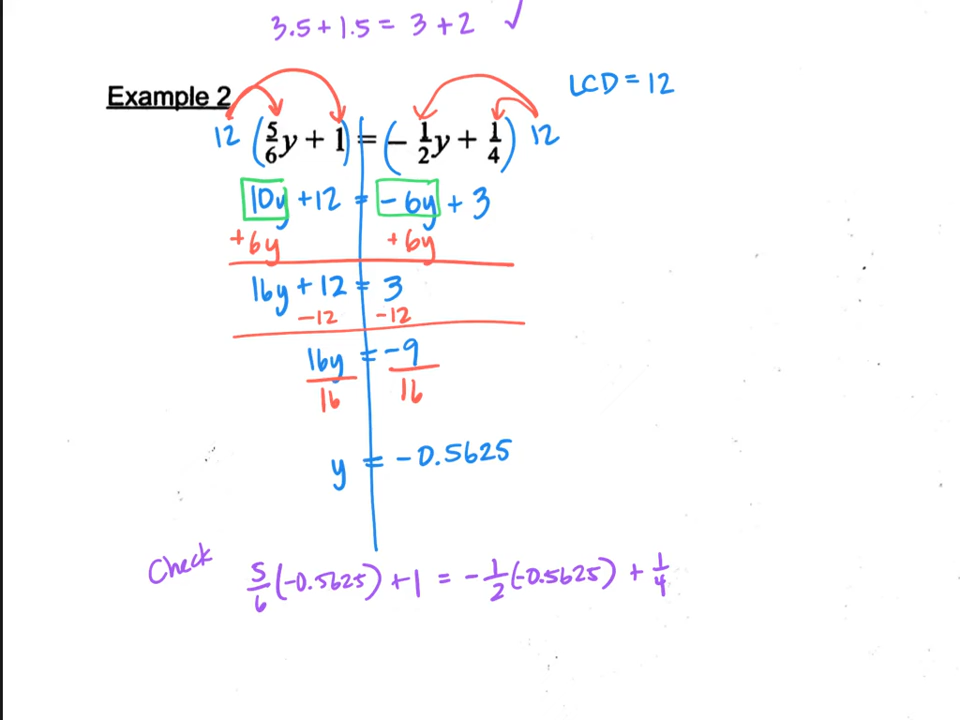 3.5 + 1.5 = 3 + 2 ✓
LCD = 12
Example 2
12 (5/6 y + 1) = (- 1/2 y + 1/4) 12
10y + 12 = -6y + 3
+6y +6y
16y + 12 = 3
-12 -12
16y = -9
16 16
y = -0.5625
Check 5/6 (-0.5625) + 1 = - 1/2 (-0.5625) + 1/4